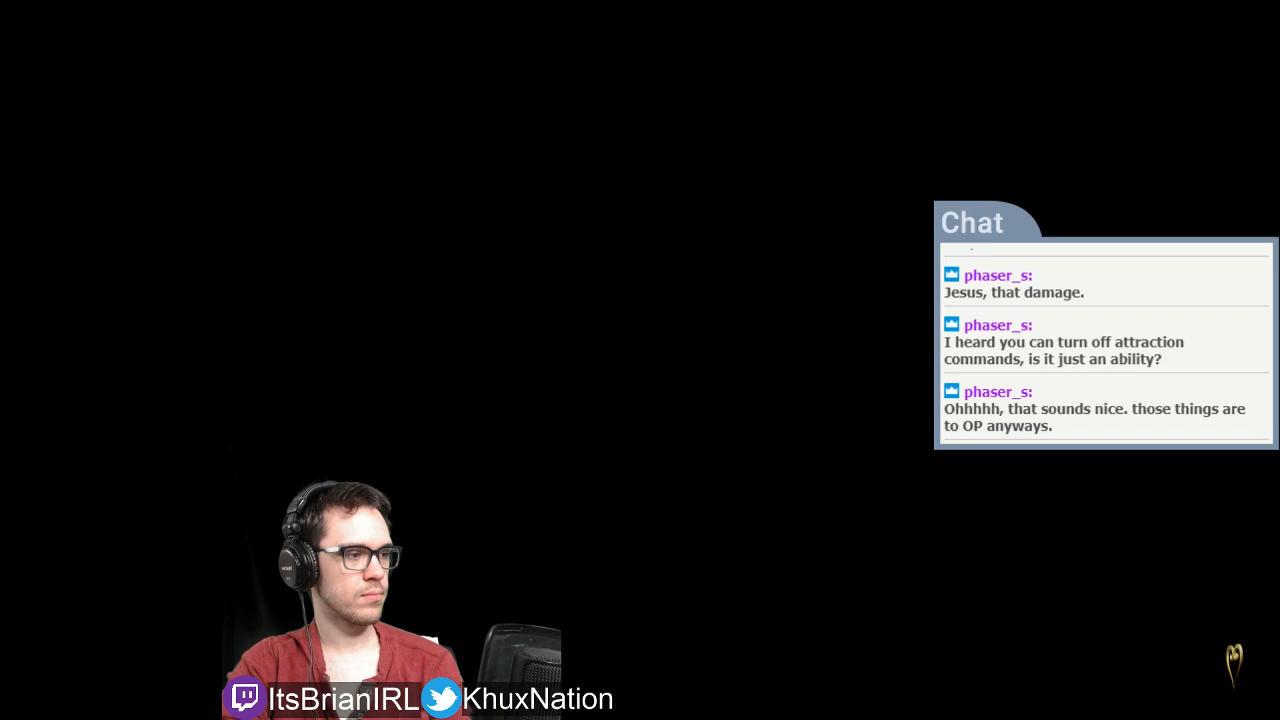 Chat
phaser_s:
Jesus, that damage.
phaser_s:
I heard you can turn off attraction
commands, is it just an ability?
phaser_s:
Ohhhhh, that sounds nice. those things are
to OP anyways.
ItsBrianIRL KhuxNation